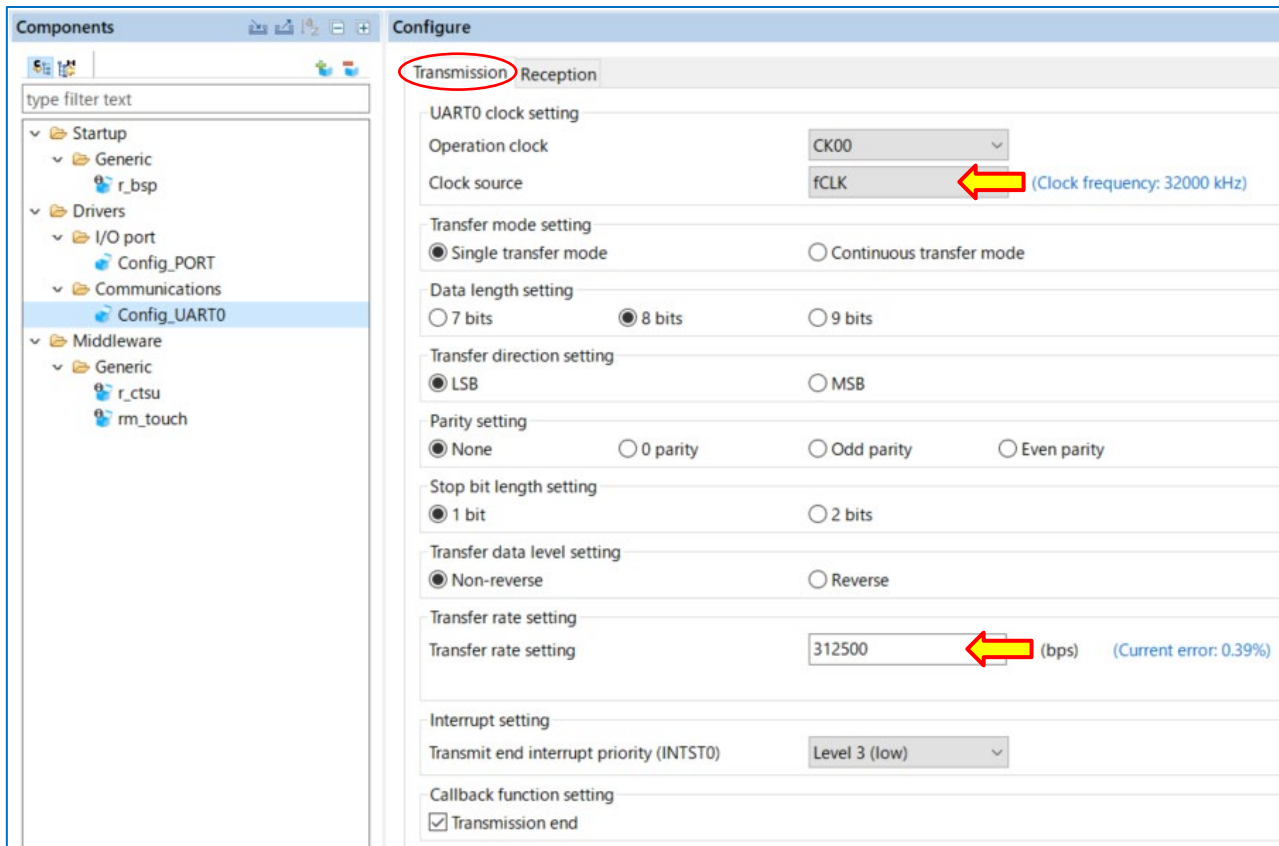 Components
type filter text
Startup
Generic
r_bsp
Drivers
I/O port
Config_PORT
Communications
Config_UART0
Middleware
Generic
r_ctsu
rm_touch
Configure
Transmission Reception
UART0 clock setting
Operation clock CK00
Clock source fCLK (Clock frequency: 32000 kHz)
Transfer mode setting
Single transfer mode Continuous transfer mode
Data length setting
7 bits 8 bits 9 bits
Transfer direction setting
LSB MSB
Parity setting
None 0 parity Odd parity Even parity
Stop bit length setting
1 bit 2 bits
Transfer data level setting
Non-reverse Reverse
Transfer rate setting
Transfer rate setting 312500 (bps) (Current error: 0.39%)
Interrupt setting
Transmit end interrupt priority (INTST0) Level 3 (low)
Callback function setting
Transmission end